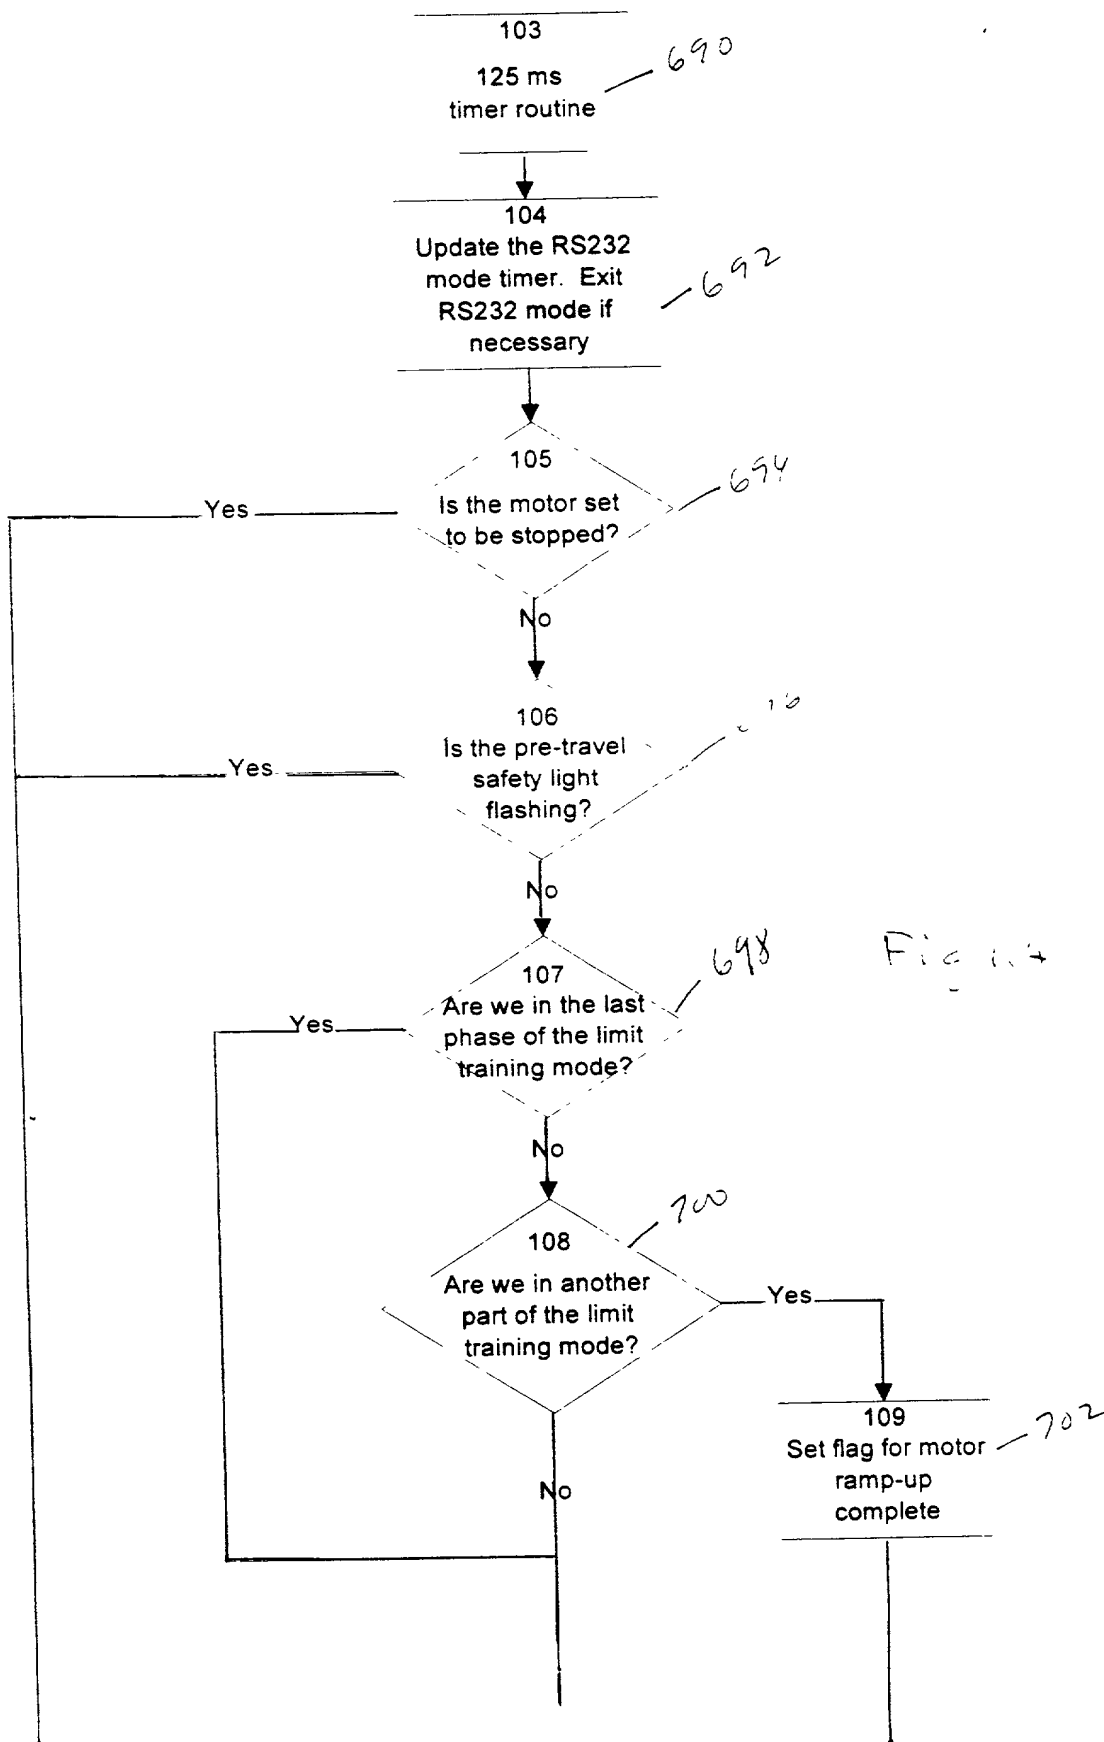 103
125 ms
timer routine
690
104
Update the RS232
mode timer. Exit
RS232 mode if
necessary
692
105
Is the motor set
to be stopped?
694
Yes
No
106
Is the pre-travel
safety light
flashing?
Yes
No
107
Are we in the last
phase of the limit
training mode?
698
Yes
No
108
Are we in another
part of the limit
training mode?
700
Yes
No
109
Set flag for motor
ramp-up
complete
702